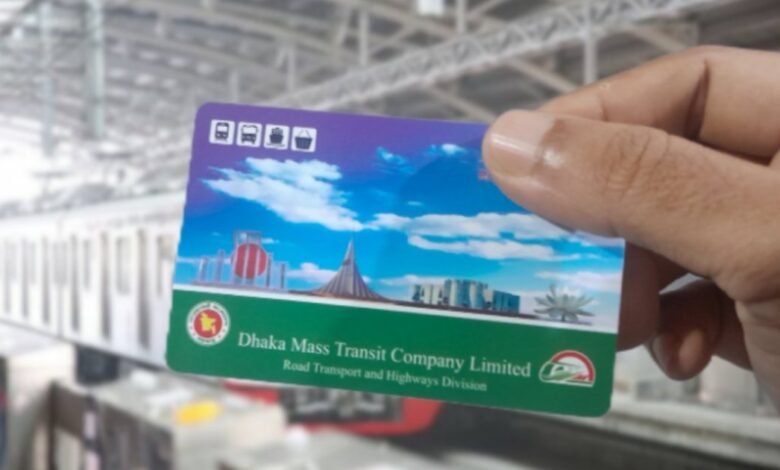 Dhaka Mass Transit Company Limited
Road Transport and Highways Division